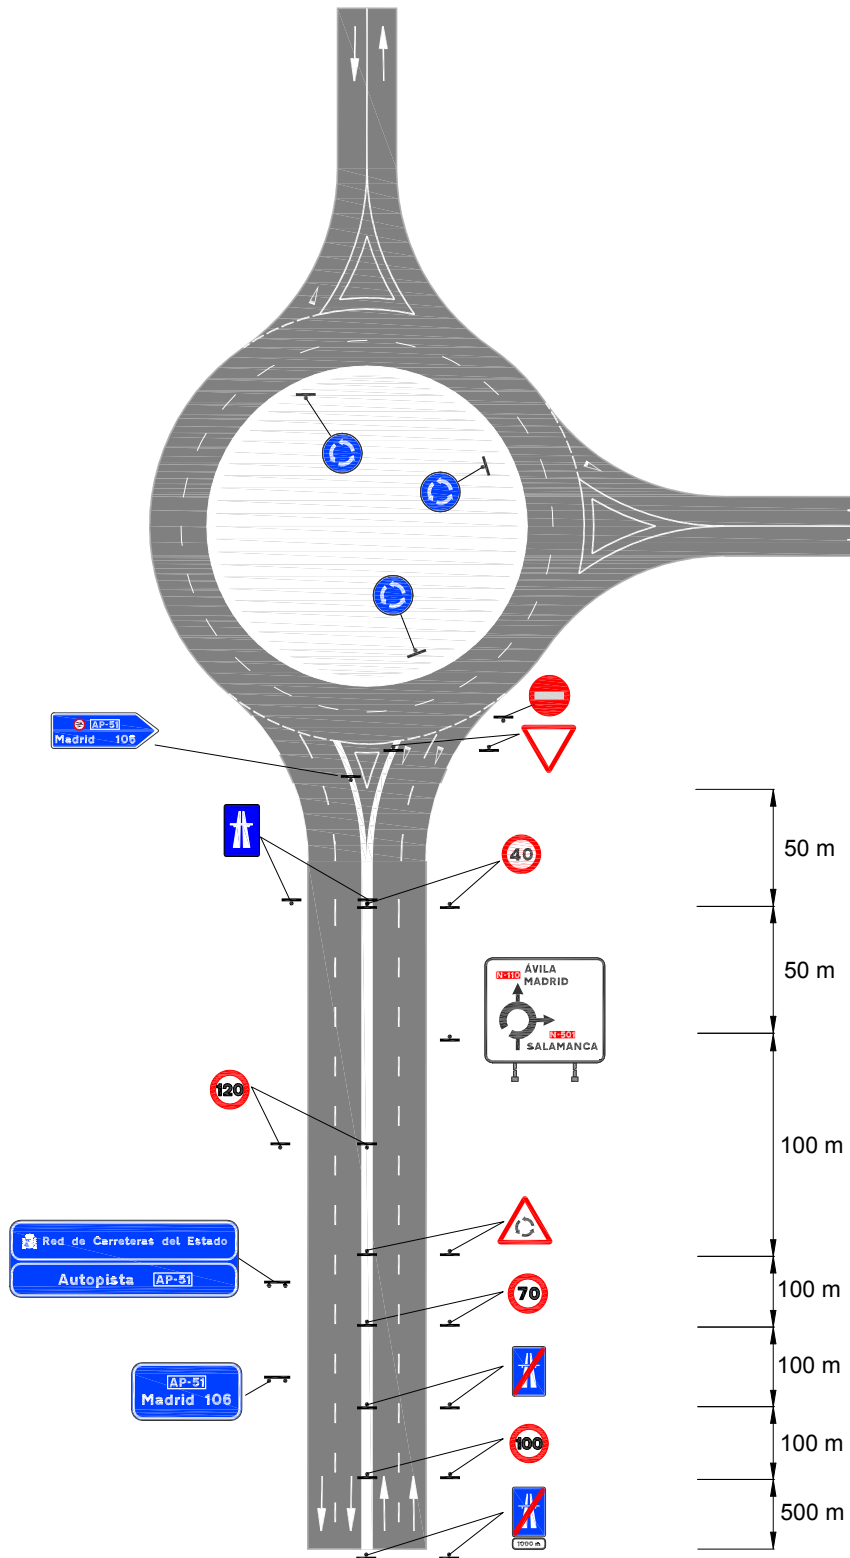 AP-51
Madrid 106
50 m
40
50 m
N-110
ÁVILA
MADRID
N-501
SALAMANCA
120
100 m
Red de Carreteras del Estado
Autopista AP-51
70
100 m
100 m
AP-51
Madrid 106
100
100 m
1000 m
500 m